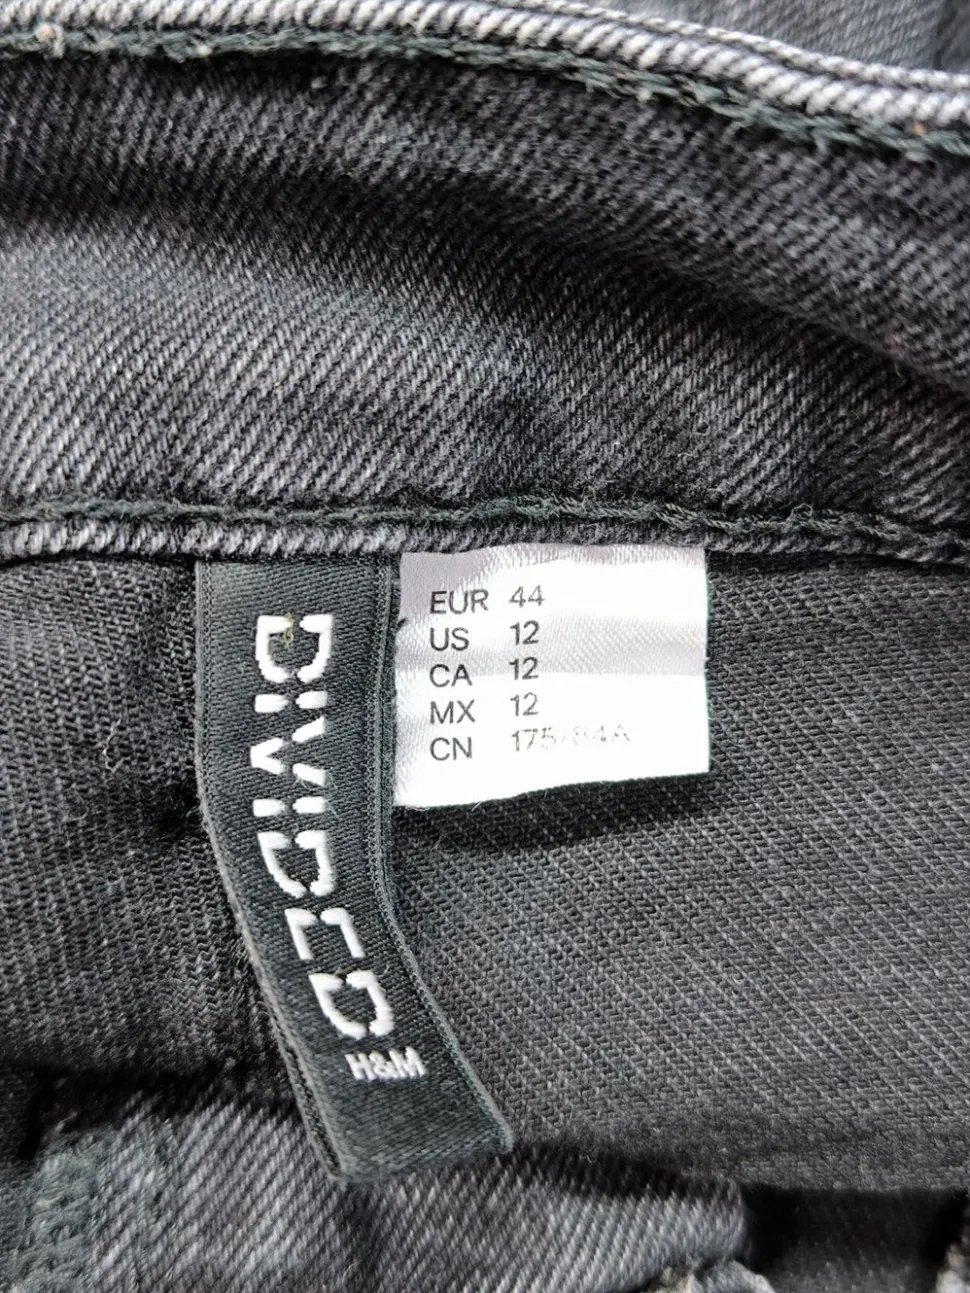 DIVIDED
H&M
EUR 44
US 12
CA 12
MX 12
CN 175/84A